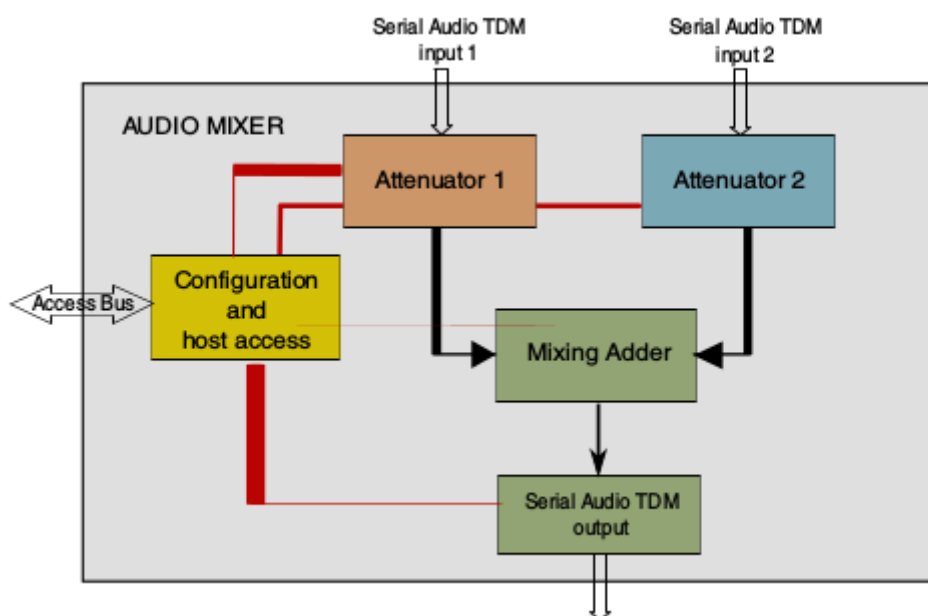 Serial Audio TDM
input 1
Serial Audio TDM
input 2
AUDIO MIXER
Attenuator 1
Attenuator 2
Configuration
and
host access
Access Bus
Mixing Adder
Serial Audio TDM
output